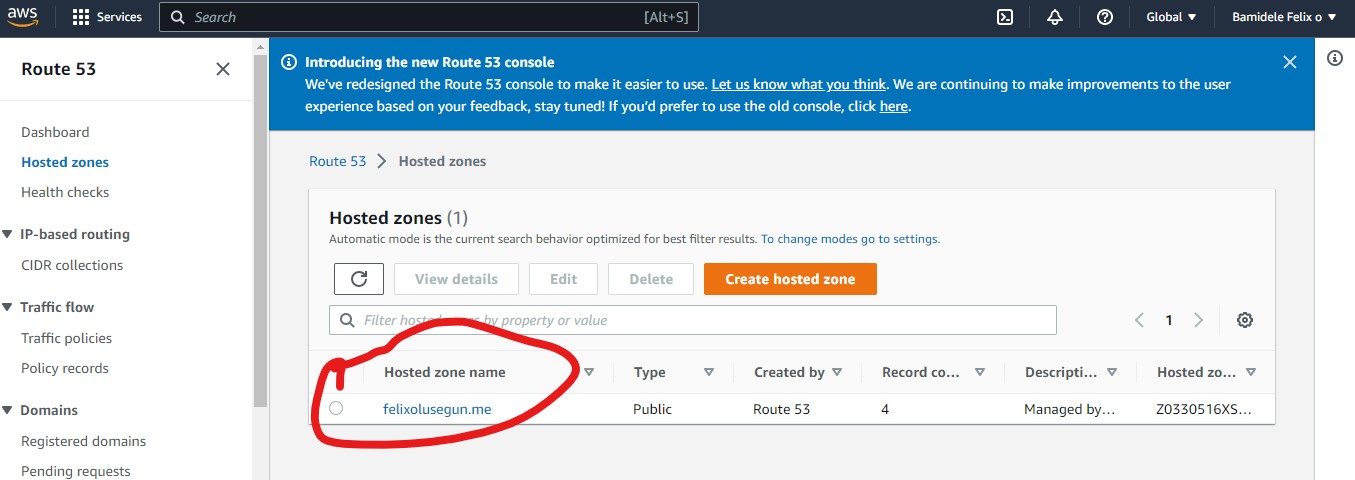 aws Services Search [Alt+S] Global Bamidele Felix o
Route 53
Introducing the new Route 53 console
We've redesigned the Route 53 console to make it easier to use. Let us know what you think. We are continuing to make improvements to the user
experience based on your feedback, stay tuned! If you'd prefer to use the old console, click here.
Dashboard
Hosted zones
Health checks
IP-based routing
CIDR collections
Traffic flow
Traffic policies
Policy records
Domains
Registered domains
Pending requests
Route 53 > Hosted zones
Hosted zones (1)
Automatic mode is the current search behavior optimized for best filter results. To change modes go to settings.
View details Edit Delete Create hosted zone
Filter hosted zones by property or value 1
Hosted zone name Type Created by Record co... Descripti... Hosted zo...
felixolusegun.me Public Route 53 4 Managed by... Z0330516XS...